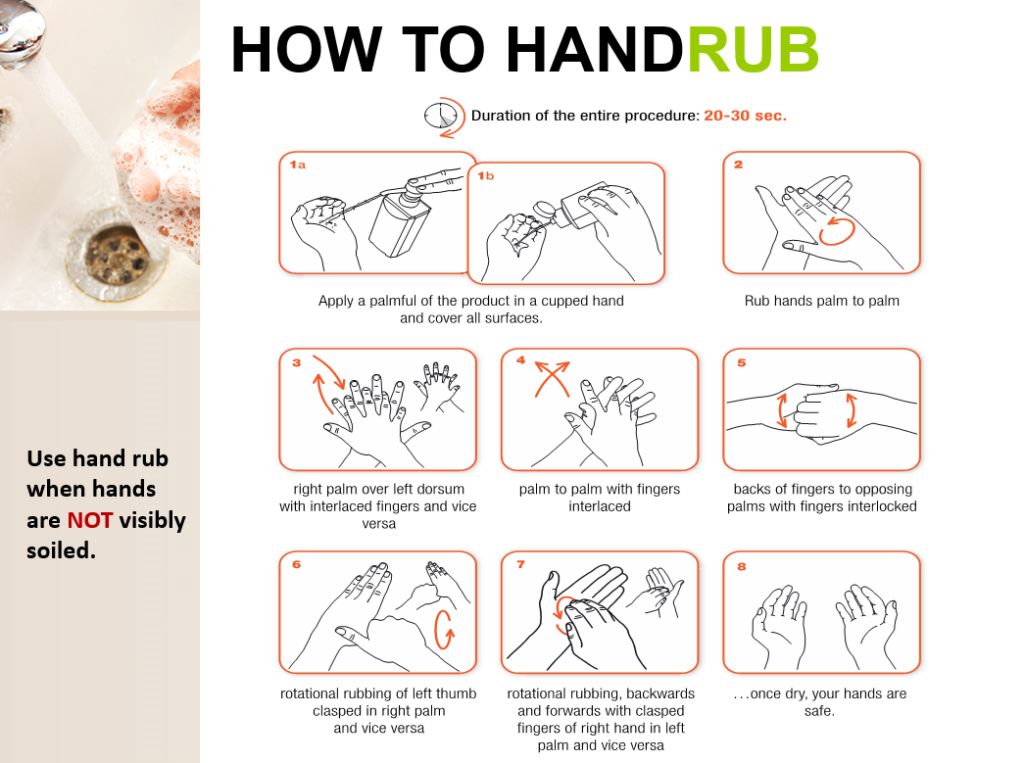 HOW TO HANDRUB
Duration of the entire procedure: 20-30 sec.
1a
1b
2
Apply a palmful of the product in a cupped hand
and cover all surfaces.
Rub hands palm to palm
3
4
5
right palm over left dorsum
with interlaced fingers and vice
versa
palm to palm with fingers
interlaced
backs of fingers to opposing
palms with fingers interlocked
Use hand rub
when hands
are NOT visibly
soiled.
6
7
8
rotational rubbing of left thumb
clasped in right palm
and vice versa
rotational rubbing, backwards
and forwards with clasped
fingers of right hand in left
palm and vice versa
...once dry, your hands are
safe.